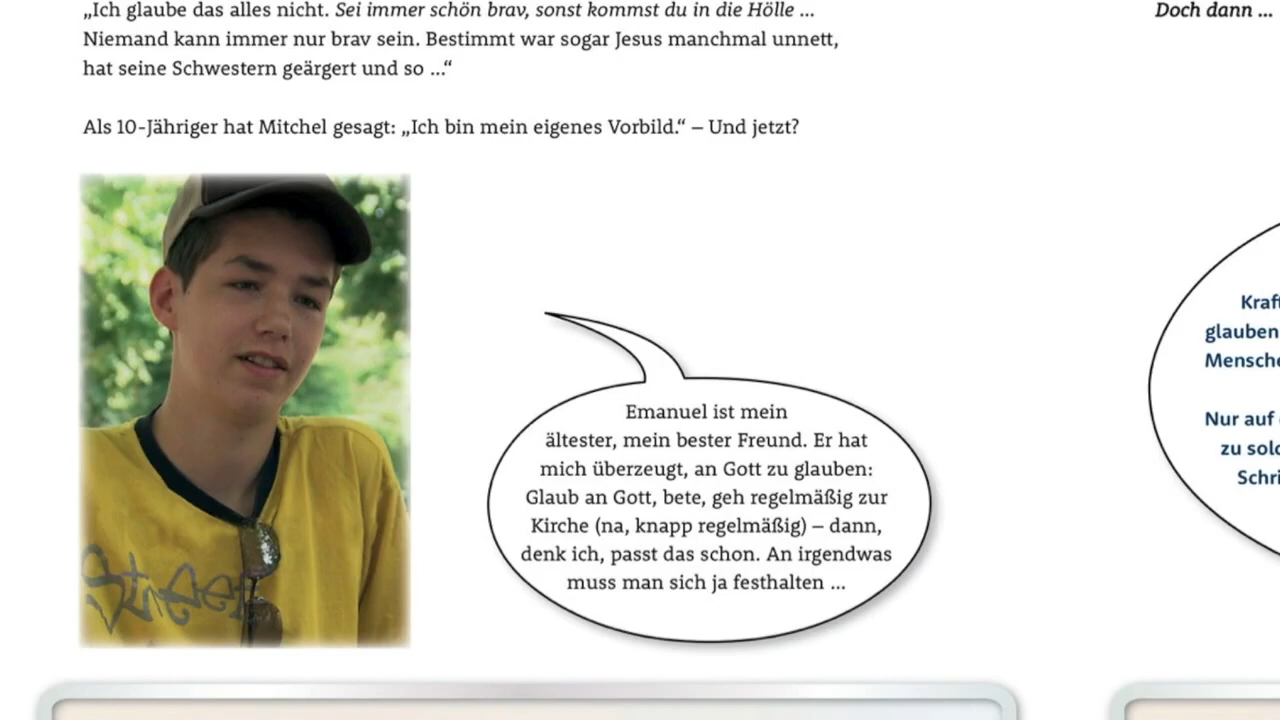 „Ich glaube das alles nicht. Sei immer schön brav, sonst kommst du in die Hölle ...
Niemand kann immer nur brav sein. Bestimmt war sogar Jesus manchmal unnett,
hat seine Schwestern geärgert und so ...“
Als 10-Jähriger hat Mitchel gesagt: „Ich bin mein eigenes Vorbild.“ – Und jetzt?
Street
Emanuel ist mein
ältester, mein bester Freund. Er hat
mich überzeugt, an Gott zu glauben:
Glaub an Gott, bete, geh regelmäßig zur
Kirche (na, knapp regelmäßig) – dann,
denk ich, passt das schon. An irgendwas
muss man sich ja festhalten ...
Doch dann ...
Kraft
glauben
Mensche
Nur auf
zu solc
Schri